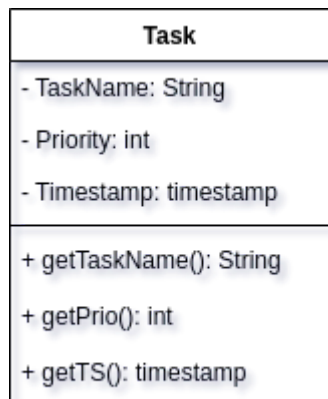 Task
- TaskName: String
- Priority: int
- Timestamp: timestamp
+ getTaskName(): String
+ getPrio(): int
+ getTS(): timestamp